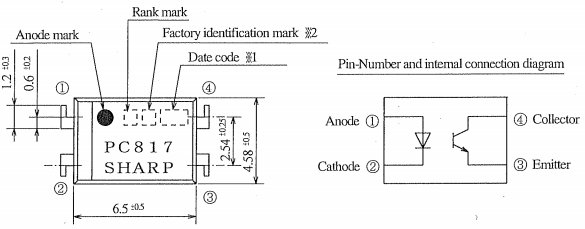 Rank mark
Anode mark
Factory identification mark ※2
Date code ※1
Pin-Number and internal connection diagram
1.2 ±0.3
0.6 ±0.2
①
④
PC817
SHARP
②
③
2.54 ±0.25
4.58 ±0.5
6.5 ±0.5
Anode ①
④ Collector
Cathode ②
③ Emitter